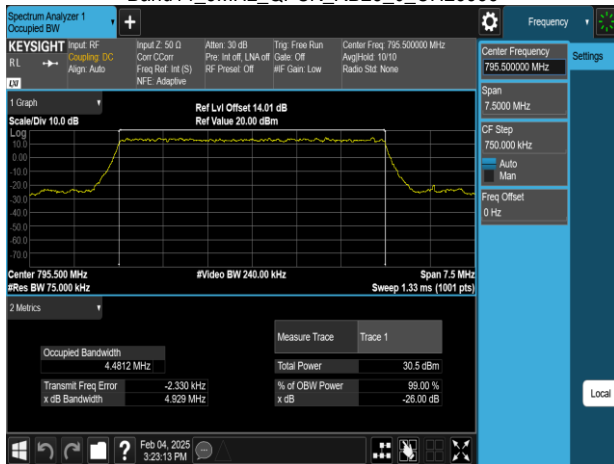 Spectrum Analyzer 1
Occupied BW
+
Frequency
KEYSIGHT
RL
LXI
Input: RF
Coupling: DC
Align: Auto
Input Z: 50 Ω
Corr CCorr
Freq Ref: Int (S)
NFE: Adaptive
Atten: 30 dB
Pre: Int off, LNA off
RF Preset: Off
Trig: Free Run
Gate: Off
#IF Gain: Low
Center Freq: 795.500000 MHz
Avg|Hold: 10/10
Radio Std: None
Center Frequency
795.500000 MHz
Settings
Span
7.5000 MHz
CF Step
750.000 kHz
Auto
Man
Freq Offset
0 Hz
Local
1 Graph
Scale/Div 10.0 dB
Ref Lvl Offset 14.01 dB
Ref Value 20.00 dBm
Log
10.0
0.00
-10.0
-20.0
-30.0
-40.0
-50.0
-60.0
-70.0
Center 795.500 MHz
#Res BW 75.000 kHz
#Video BW 240.00 kHz
Span 7.5 MHz
Sweep 1.33 ms (1001 pts)
2 Metrics
Measure Trace Trace 1
Occupied Bandwidth
4.4812 MHz
Total Power 30.5 dBm
Transmit Freq Error -2.330 kHz
% of OBW Power 99.00 %
x dB Bandwidth 4.929 MHz
x dB -26.00 dB
?
Feb 04, 2025
3:23:13 PM